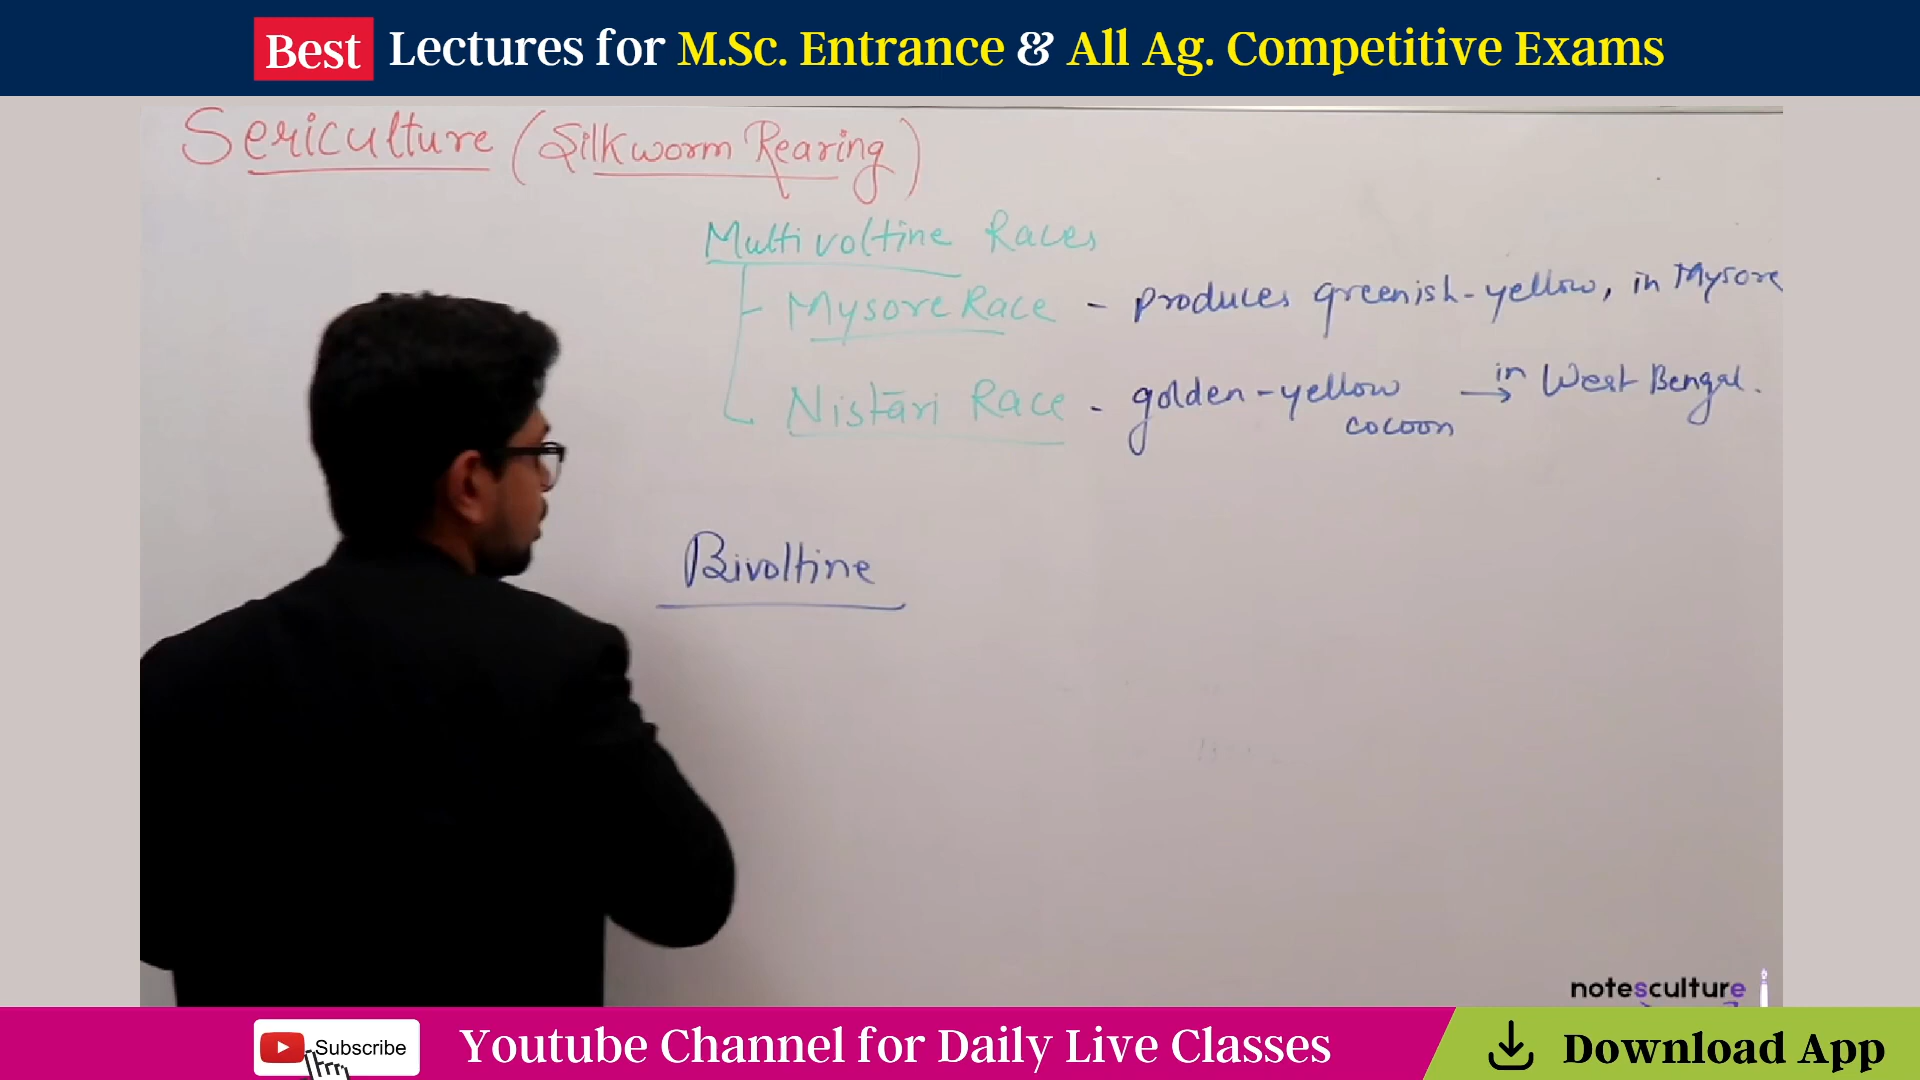 Best Lectures for M.Sc. Entrance & All Ag. Competitive Exams
Sericulture (Silkworm Rearing)
Multivoltine Races
Mysore Race - produces greenish-yellow, in Mysore
Nistāri Race - golden-yellow cocoon → in West Bengal.
Bivoltine
notesculture
Subscribe
Youtube Channel for Daily Live Classes
Download App